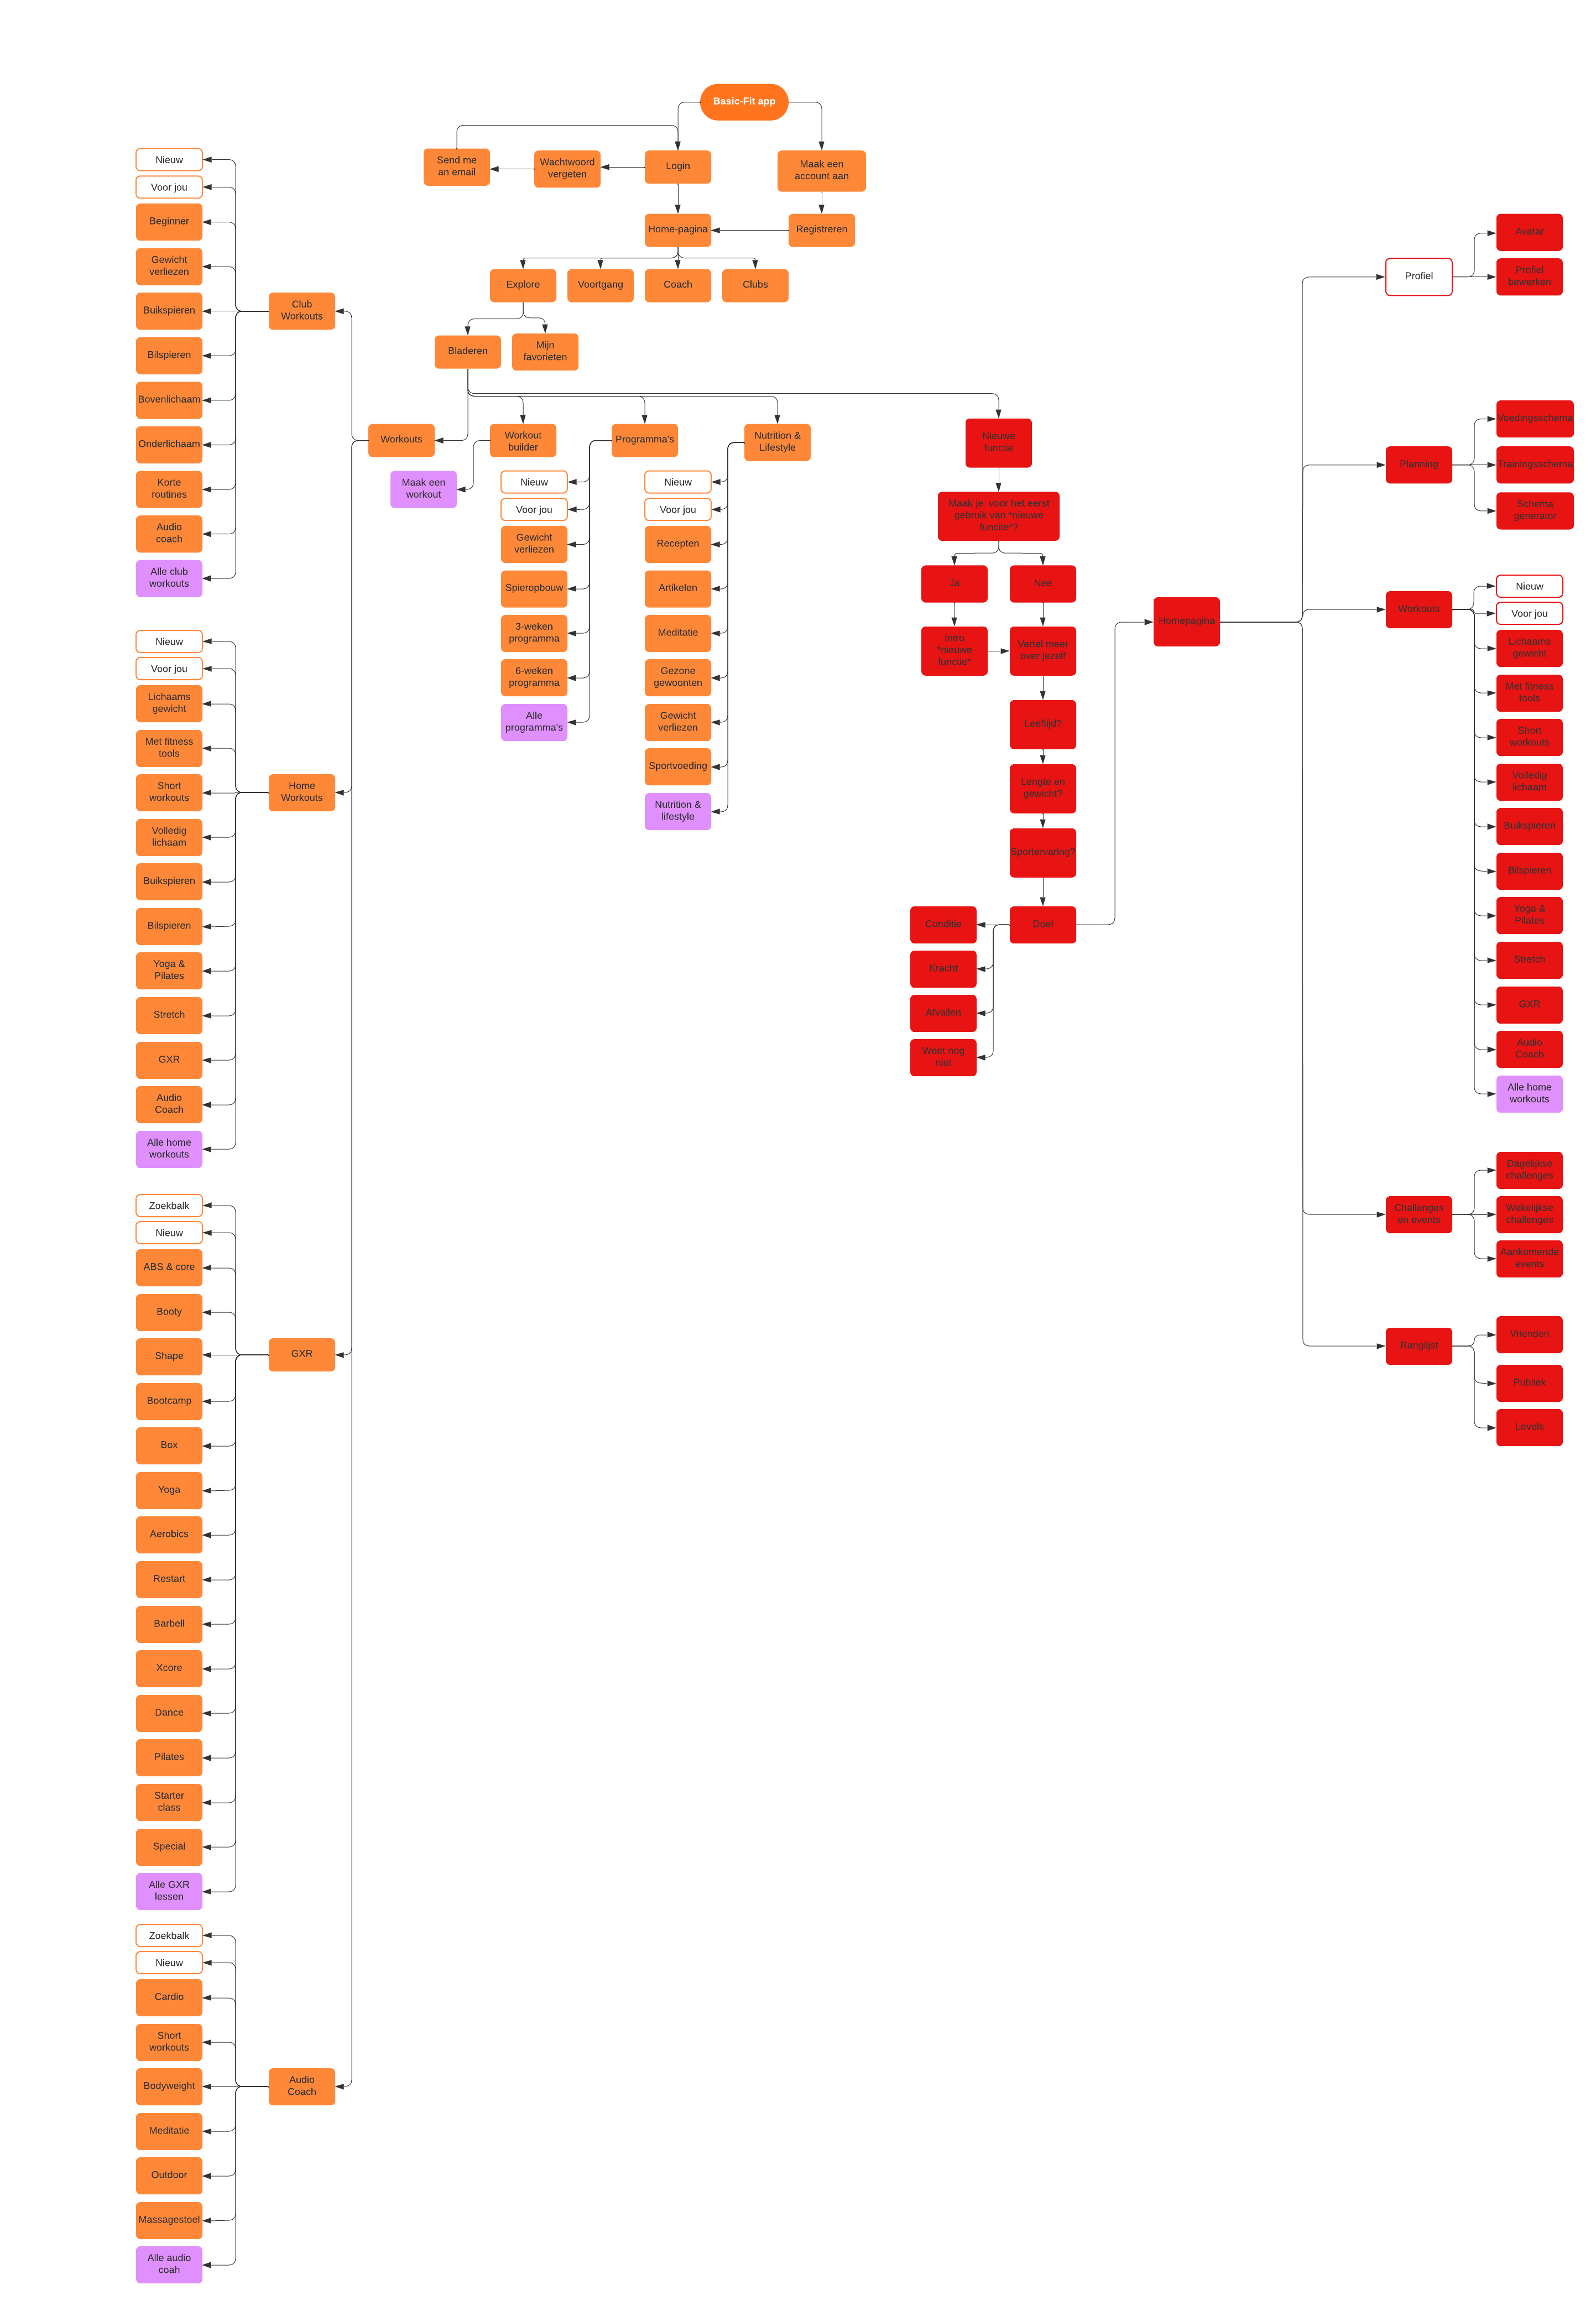 Basic-Fit app
Send me
an email
Wachtwoord
vergeten
Login
Maak een
account aan
Home-pagina
Registreren
Explore
Voortgang
Coach
Clubs
Bladeren
Mijn
favorieten
Workouts
Workout
builder
Programma's
Nutrition &
Lifestyle
Maak een
workout
Nieuw
Voor jou
Gewicht
verliezen
Spieropbouw
3-weken
programma
6-weken
programma
Alle
programma's
Nieuw
Voor jou
Recepten
Artikelen
Meditatie
Gezone
gewoonten
Gewicht
verliezen
Sportvoeding
Nutrition &
lifestyle
Club
Workouts
Nieuw
Voor jou
Beginner
Gewicht
verliezen
Buikspieren
Bilspieren
Bovenlichaam
Onderlichaam
Korte
routines
Audio
coach
Alle club
workouts
Home
Workouts
Nieuw
Voor jou
Lichaams
gewicht
Met fitness
tools
Short
workouts
Volledig
lichaam
Buikspieren
Bilspieren
Yoga &
Pilates
Stretch
GXR
Audio
Coach
Alle home
workouts
GXR
Zoekbalk
Nieuw
ABS & core
Booty
Shape
Bootcamp
Box
Yoga
Aerobics
Restart
Barbell
Xcore
Dance
Pilates
Starter
class
Special
Alle GXR
lessen
Audio
Coach
Zoekbalk
Nieuw
Cardio
Short
workouts
Bodyweight
Meditatie
Outdoor
Massagestoel
Alle audio
coah
Nieuwe
functie
Maak je  voor het eerst
gebruik van *nieuwe
funcite*?
Ja
Nee
Intro
*nieuwe
functie*
Vertel meer
over jezelf
Leeftijd?
Lengte en
gewicht?
Sportervaring?
Doel
Conditie
Kracht
Afvallen
Weet nog
niet
Homepagina
Profiel
Avatar
Profiel
bewerken
Planning
Voedingsschema
Trainingsschema
Schema
generator
Workouts
Nieuw
Voor jou
Lichaams
gewicht
Met fitness
tools
Short
workouts
Volledig
lichaam
Buikspieren
Bilspieren
Yoga &
Pilates
Stretch
GXR
Audio
Coach
Alle home
workouts
Challenges
en events
Dagelijkse
challenges
Wekelijkse
challenges
Aankomende
events
Ranglijst
Vrienden
Publiek
Levels